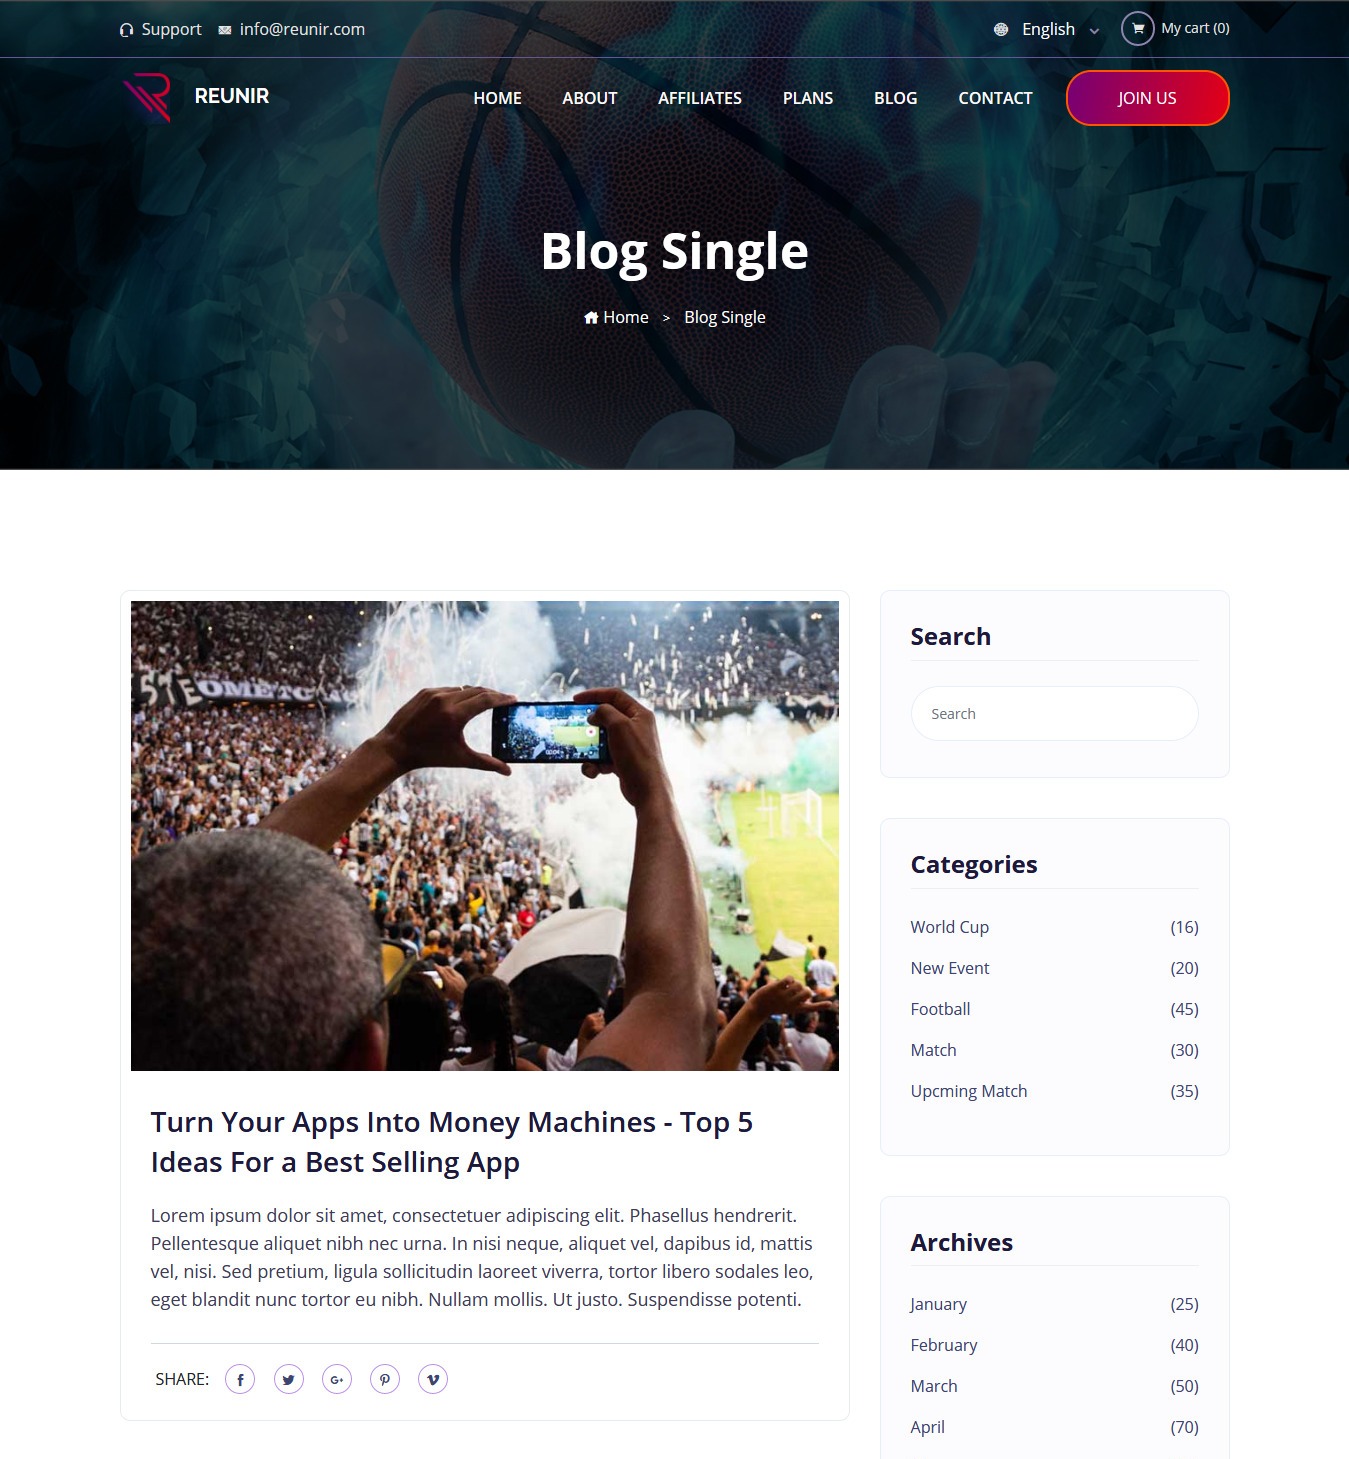 Support info@reunir.com English My cart (0)
REUNIR HOME ABOUT AFFILIATES PLANS BLOG CONTACT JOIN US
Blog Single
Home > Blog Single
Search
Search
Categories
World Cup (16)
New Event (20)
Football (45)
Match (30)
Upcming Match (35)
Turn Your Apps Into Money Machines - Top 5
Ideas For a Best Selling App
Lorem ipsum dolor sit amet, consectetuer adipiscing elit. Phasellus hendrerit.
Pellentesque aliquet nibh nec urna. In nisi neque, aliquet vel, dapibus id, mattis
vel, nisi. Sed pretium, ligula sollicitudin laoreet viverra, tortor libero sodales leo,
eget blandit nunc tortor eu nibh. Nullam mollis. Ut justo. Suspendisse potenti.
SHARE:
Archives
January (25)
February (40)
March (50)
April (70)